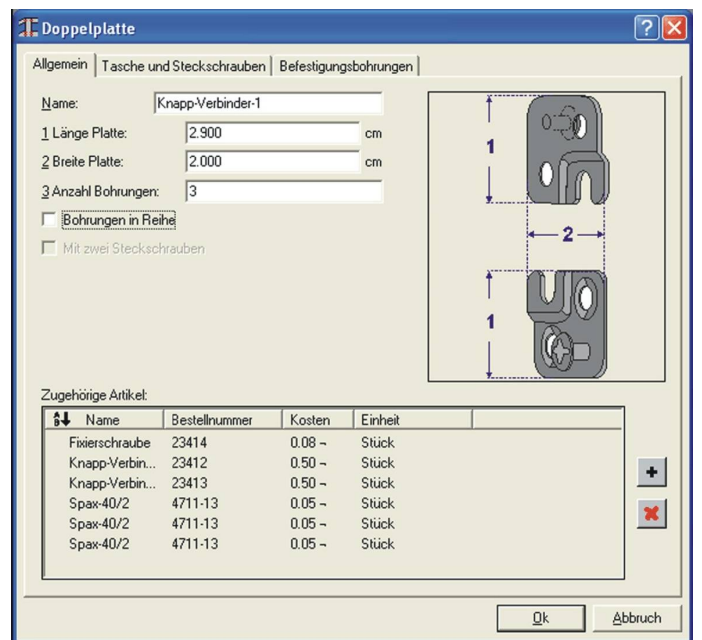 Doppelplatte
Allgemein Tasche und Steckschrauben Befestigungsbohrungen
Name: Knapp-Verbinder-1
1 Länge Platte: 2.900 cm
2 Breite Platte: 2.000 cm
3 Anzahl Bohrungen: 3
Bohrungen in Reihe
Mit zwei Steckschrauben
1
2
1
Zugehörige Artikel:
Name Bestellnummer Kosten Einheit
Fixierschraube 23414 0.08 ¬ Stück
Knapp-Verbin... 23412 0.50 ¬ Stück
Knapp-Verbin... 23413 0.50 ¬ Stück
Spax-40/2 4711-13 0.05 ¬ Stück
Spax-40/2 4711-13 0.05 ¬ Stück
Spax-40/2 4711-13 0.05 ¬ Stück
Ok Abbruch